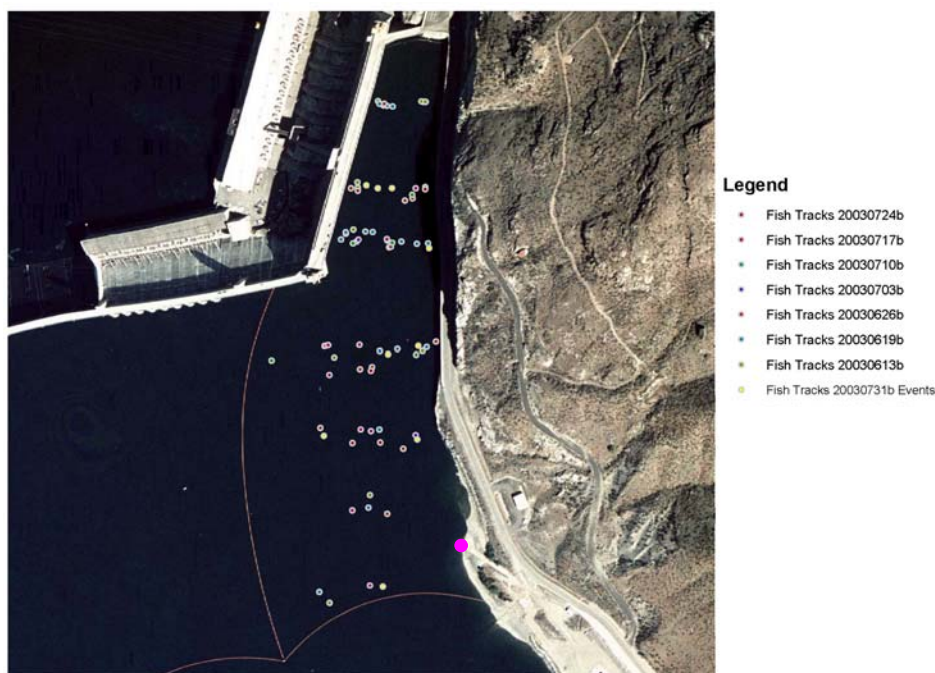 Legend
Fish Tracks 20030724b
Fish Tracks 20030717b
Fish Tracks 20030710b
Fish Tracks 20030703b
Fish Tracks 20030626b
Fish Tracks 20030619b
Fish Tracks 20030613b
Fish Tracks 20030731b Events